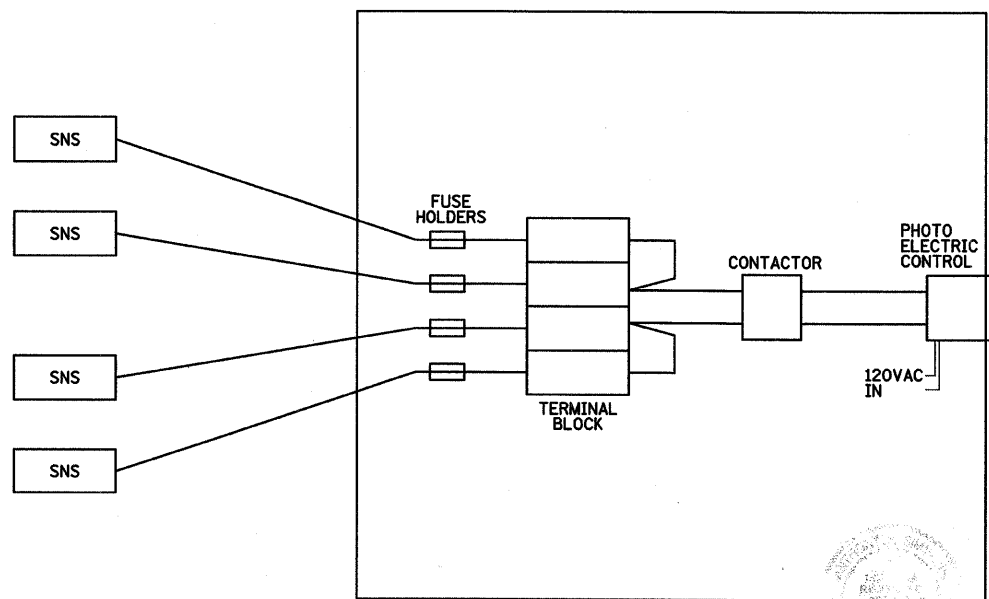 SNS
SNS
SNS
SNS
FUSE
HOLDERS
TERMINAL
BLOCK
CONTACTOR
PHOTO
ELECTRIC
CONTROL
120VAC
IN